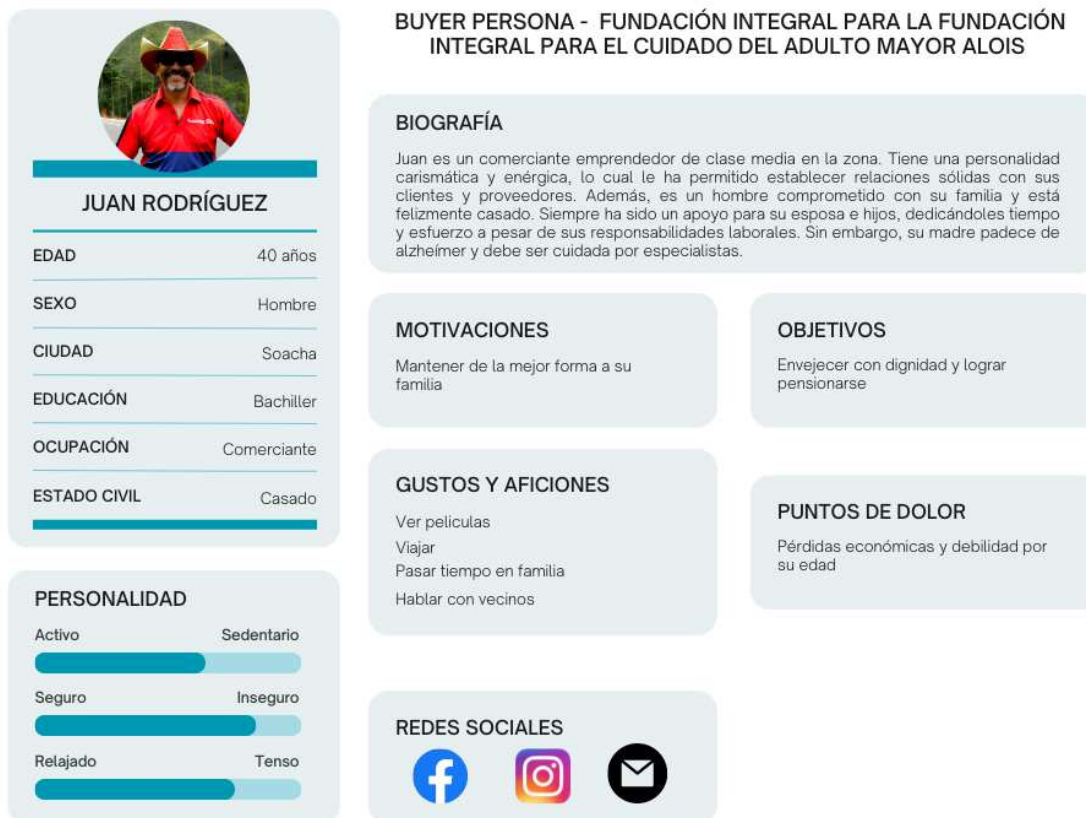 BUYER PERSONA - FUNDACIÓN INTEGRAL PARA LA FUNDACIÓN
INTEGRAL PARA EL CUIDADO DEL ADULTO MAYOR ALOIS
JUAN RODRÍGUEZ
EDAD 40 años
SEXO Hombre
CIUDAD Soacha
EDUCACIÓN Bachiller
OCUPACIÓN Comerciante
ESTADO CIVIL Casado
PERSONALIDAD
Activo Sedentario
Seguro Inseguro
Relajado Tenso
BIOGRAFÍA
Juan es un comerciante emprendedor de clase media en la zona. Tiene una personalidad
carismática y enérgica, lo cual le ha permitido establecer relaciones sólidas con sus
clientes y proveedores. Además, es un hombre comprometido con su familia y está
felizmente casado. Siempre ha sido un apoyo para su esposa e hijos, dedicándoles tiempo
y esfuerzo a pesar de sus responsabilidades laborales. Sin embargo, su madre padece de
alzheímer y debe ser cuidada por especialistas.
MOTIVACIONES
Mantener de la mejor forma a su
familia
OBJETIVOS
Envejecer con dignidad y lograr
pensionarse
GUSTOS Y AFICIONES
Ver peliculas
Viajar
Pasar tiempo en familia
Hablar con vecinos
PUNTOS DE DOLOR
Pérdidas económicas y debilidad por
su edad
REDES SOCIALES